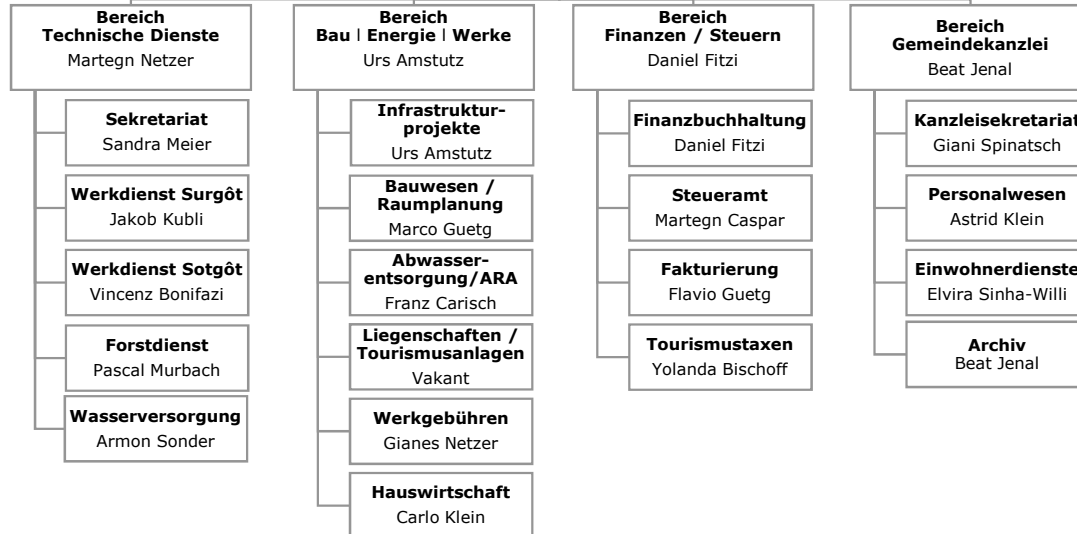 Bereich
Technische Dienste
Martegn Netzer
Sekretariat
Sandra Meier
Werkdienst Surgôt
Jakob Kubli
Werkdienst Sotgôt
Vincenz Bonifazi
Forstdienst
Pascal Murbach
Wasserversorgung
Armon Sonder
Bereich
Bau | Energie | Werke
Urs Amstutz
Infrastruktur-
projekte
Urs Amstutz
Bauwesen /
Raumplanung
Marco Guetg
Abwasser-
entsorgung/ARA
Franz Carisch
Liegenschaften /
Tourismusanlagen
Vakant
Werkgebühren
Gianes Netzer
Hauswirtschaft
Carlo Klein
Bereich
Finanzen / Steuern
Daniel Fitzi
Finanzbuchhaltung
Daniel Fitzi
Steueramt
Martegn Caspar
Fakturierung
Flavio Guetg
Tourismustaxen
Yolanda Bischoff
Bereich
Gemeindekanzlei
Beat Jenal
Kanzleisekretariat
Giani Spinatsch
Personalwesen
Astrid Klein
Einwohnerdienste
Elvira Sinha-Willi
Archiv
Beat Jenal